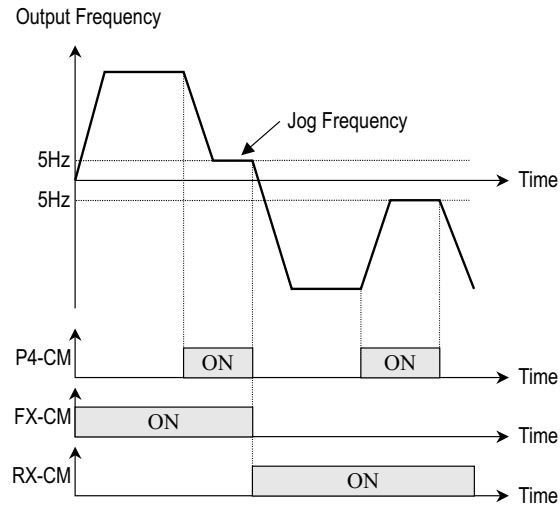 Output Frequency
Jog Frequency
5Hz
Time
5Hz
P4-CM
ON
ON
Time
FX-CM
ON
Time
RX-CM
ON
Time